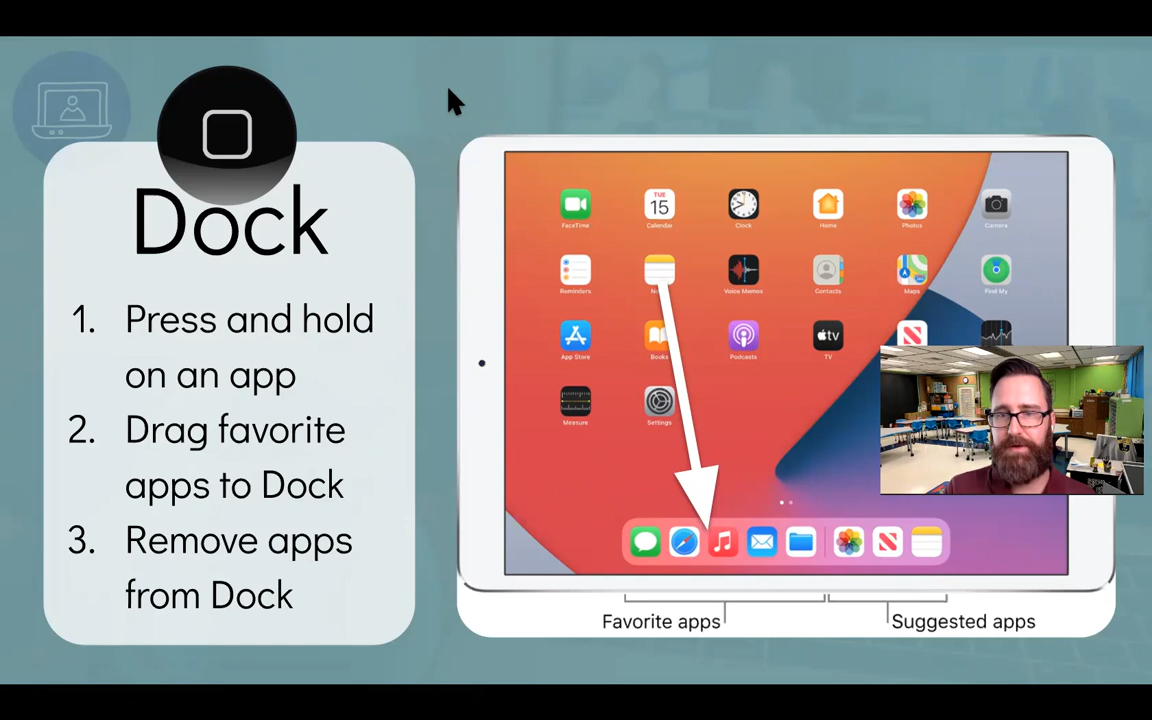 Dock
1. Press and hold
on an app
2. Drag favorite
apps to Dock
3. Remove apps
from Dock
TUE
15
FaceTime
Calendar
Clock
Home
Photos
Camera
Reminders
Voice Memos
Contacts
Maps
Find My
App Store
Books
Podcasts
tv
TV
Measure
Settings
Favorite apps
Suggested apps